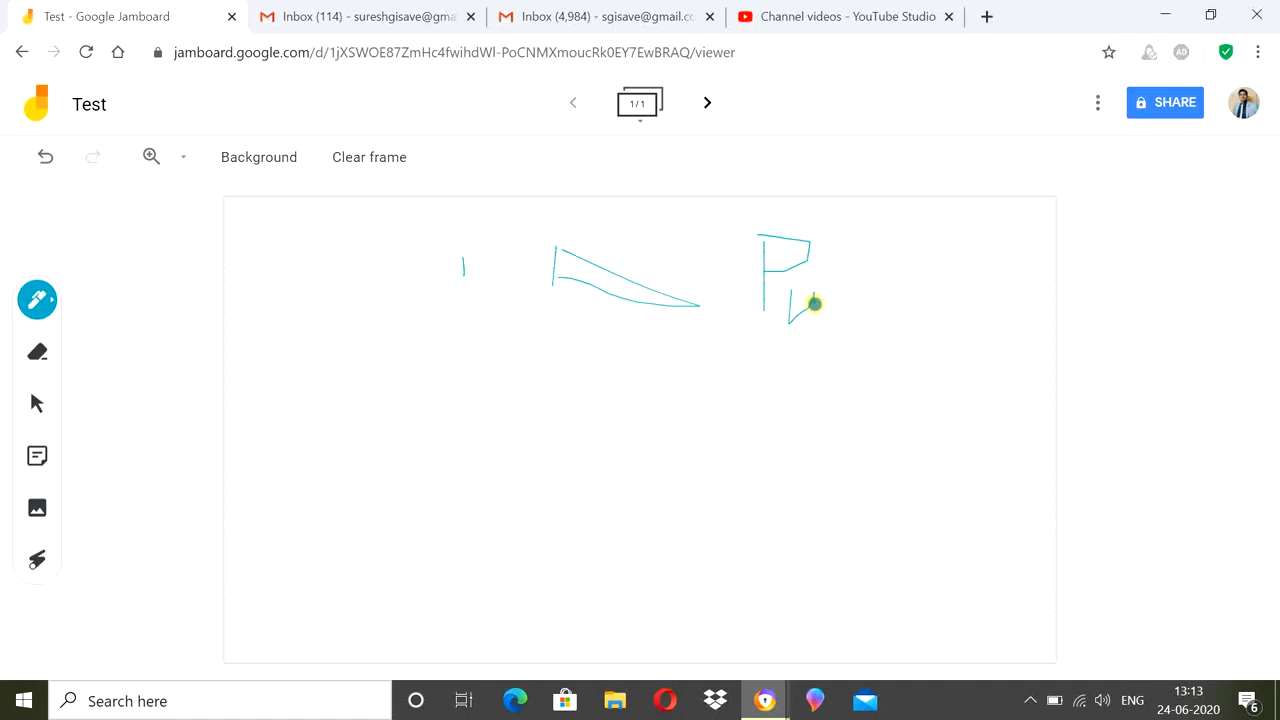 Test - Google Jamboard
Inbox (114) - sureshgisave@gma
Inbox (4,984) - sgisave@gmail.co
Channel videos - YouTube Studio
jamboard.google.com/d/1jXSWOE87ZmHc4fwihdWI-PoCNMXmoucRk0EY7EwBRAQ/viewer
Test
1/1
SHARE
Background
Clear frame
P
Search here
ENG
13:13
24-06-2020
6